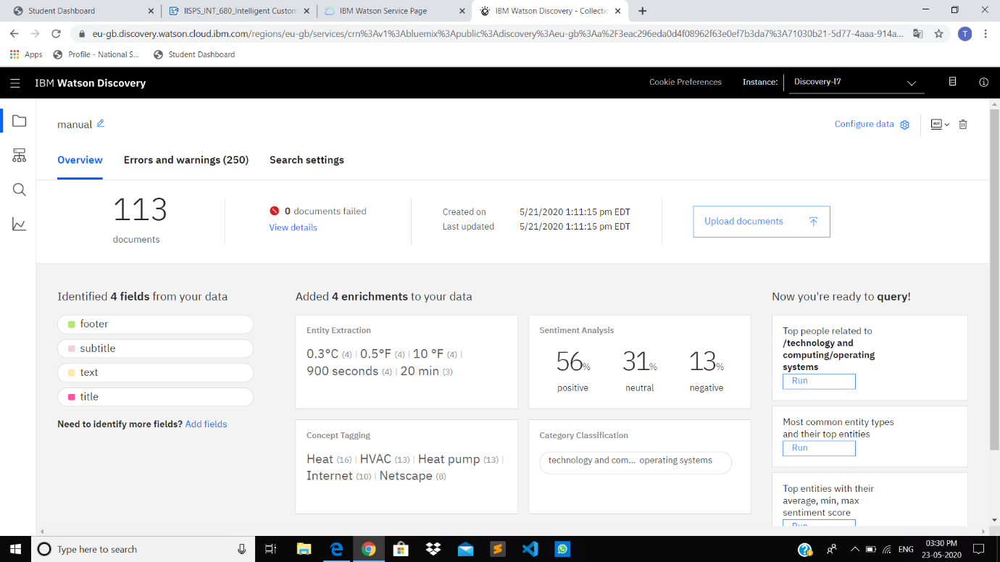 Student Dashboard
IISPS_INT_680_Intelligent Custom
IBM Watson Service Page
IBM Watson Discovery - Collectio
eu-gb.discovery.watson.cloud.ibm.com/regions/eu-gb/services/crn%3Av1%3Abluemix%3Apublic%3Adiscovery%3Aeu-gb%3Aa%2F3eac296eda0d4f08962f63e0ef7b3da7%3A71030b21-5d77-4aaa-914a...
T
Apps
Profile - National S...
Student Dashboard
IBM Watson Discovery
Cookie Preferences
Instance:
Discovery-l7
manual
Configure data
api
Overview
Errors and warnings (250)
Search settings
113
documents
0 documents failed
View details
Created on 5/21/2020 1:11:15 pm EDT
Last updated 5/21/2020 1:11:15 pm EDT
Upload documents
Identified 4 fields from your data
footer
subtitle
text
title
Need to identify more fields? Add fields
Added 4 enrichments to your data
Entity Extraction
0.3°C (4) | 0.5°F (4) | 10 °F (4) |
900 seconds (4) | 20 min (3)
Sentiment Analysis
56% 31% 13%
positive neutral negative
Concept Tagging
Heat (16) | HVAC (13) | Heat pump (13) |
Internet (10) | Netscape (8)
Category Classification
technology and com... operating systems
Now you're ready to query!
Top people related to
/technology and
computing/operating
systems
Run
Most common entity types
and their top entities
Run
Top entities with their
average, min, max
sentiment score
Run
Type here to search
ENG
03:30 PM
23-05-2020